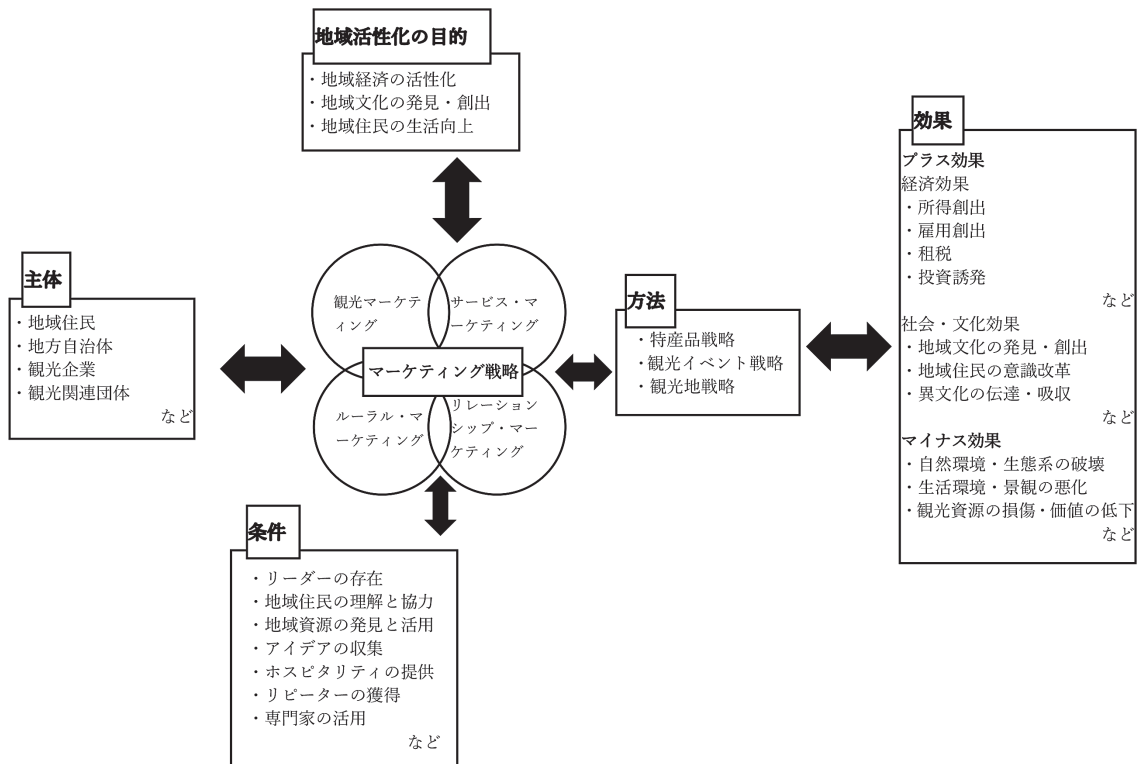 地域活性化の目的
・地域経済の活性化
・地域文化の発見・創出
・地域住民の生活向上
主体
・地域住民
・地方自治体
・観光企業
・観光関連団体
など
観光マーケテ
ィング
サービス・マ
ーケティング
マーケティング戦略
ルーラル・マ
ーケティング
リレーション
シップ・マー
ケティング
方法
・特産品戦略
・観光イベント戦略
・観光地戦略
効果
プラス効果
経済効果
・所得創出
・雇用創出
・租税
・投資誘発
など
社会・文化効果
・地域文化の発見・創出
・地域住民の意識改革
・異文化の伝達・吸収
など
マイナス効果
・自然環境・生態系の破壊
・生活環境・景観の悪化
・観光資源の損傷・価値の低下
など
条件
・リーダーの存在
・地域住民の理解と協力
・地域資源の発見と活用
・アイデアの収集
・ホスピタリティの提供
・リピーターの獲得
・専門家の活用
など